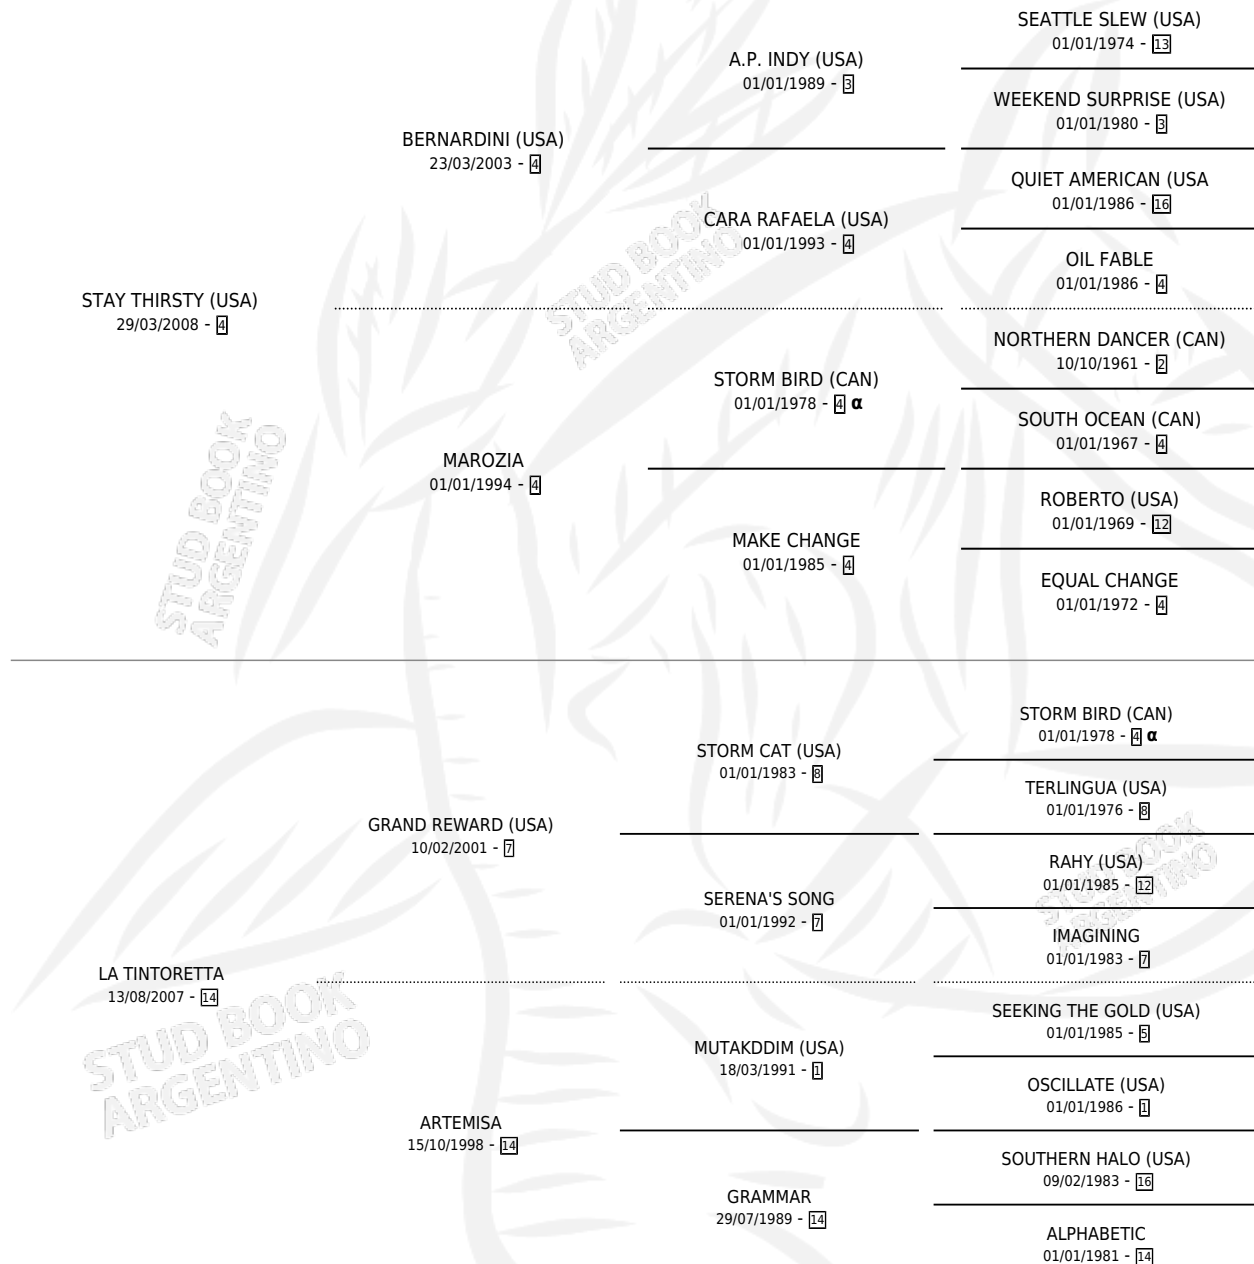 SEATTLE SLEW (USA)
01/01/1974 - 13
A.P. INDY (USA)
01/01/1989 - 3
WEEKEND SURPRISE (USA)
01/01/1980 - 3
BERNARDINI (USA)
23/03/2003 - 4
QUIET AMERICAN (USA
01/01/1986 - 16
CARA RAFAELA (USA)
01/01/1993 - 4
OIL FABLE
01/01/1986 - 4
STAY THIRSTY (USA)
29/03/2008 - 4
NORTHERN DANCER (CAN)
10/10/1961 - 2
STORM BIRD (CAN)
01/01/1978 - 4 α
SOUTH OCEAN (CAN)
01/01/1967 - 4
MAROZIA
01/01/1994 - 4
ROBERTO (USA)
01/01/1969 - 12
MAKE CHANGE
01/01/1985 - 4
EQUAL CHANGE
01/01/1972 - 4
STORM BIRD (CAN)
01/01/1978 - 4 α
STORM CAT (USA)
01/01/1983 - 8
TERLINGUA (USA)
01/01/1976 - 8
GRAND REWARD (USA)
10/02/2001 - 7
RAHY (USA)
01/01/1985 - 12
SERENA'S SONG
01/01/1992 - 7
IMAGINING
01/01/1983 - 7
LA TINTORETTA
13/08/2007 - 14
SEEKING THE GOLD (USA)
01/01/1985 - 5
MUTAKDDIM (USA)
18/03/1991 - 1
OSCILLATE (USA)
01/01/1986 - 1
ARTEMISA
15/10/1998 - 14
SOUTHERN HALO (USA)
09/02/1983 - 16
GRAMMAR
29/07/1989 - 14
ALPHABETIC
01/01/1981 - 14
STUD BOOK
ARGENTINO
STUD BOOK
ARGENTINO
STUD BOOK
ARGENTINO
STUD BOOK
ARGENTINO